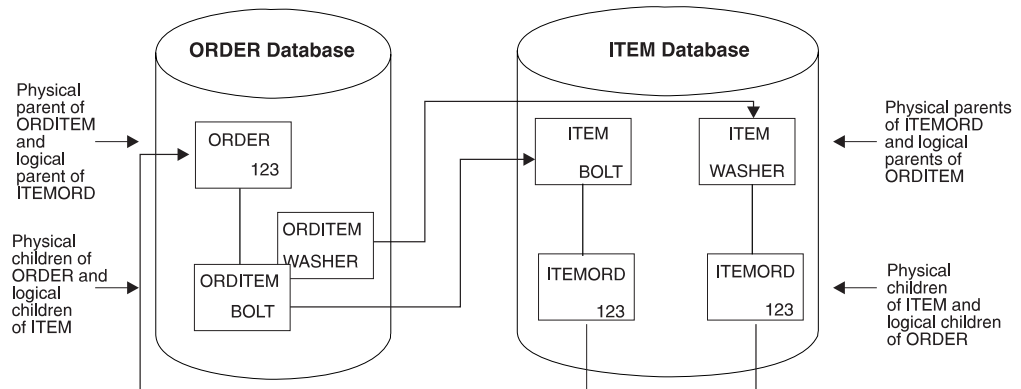 ORDER Database
ITEM Database
Physical
parent of
ORDITEM
and
logical
parent of
ITEMORD
ORDER
123
ITEM
BOLT
ITEM
WASHER
Physical parents
of ITEMORD
and logical
parents of
ORDITEM
Physical
children of
ORDER and
logical
children
of ITEM
ORDITEM
WASHER
ORDITEM
BOLT
ITEMORD
123
ITEMORD
123
Physical
children
of ITEM and
logical children
of ORDER